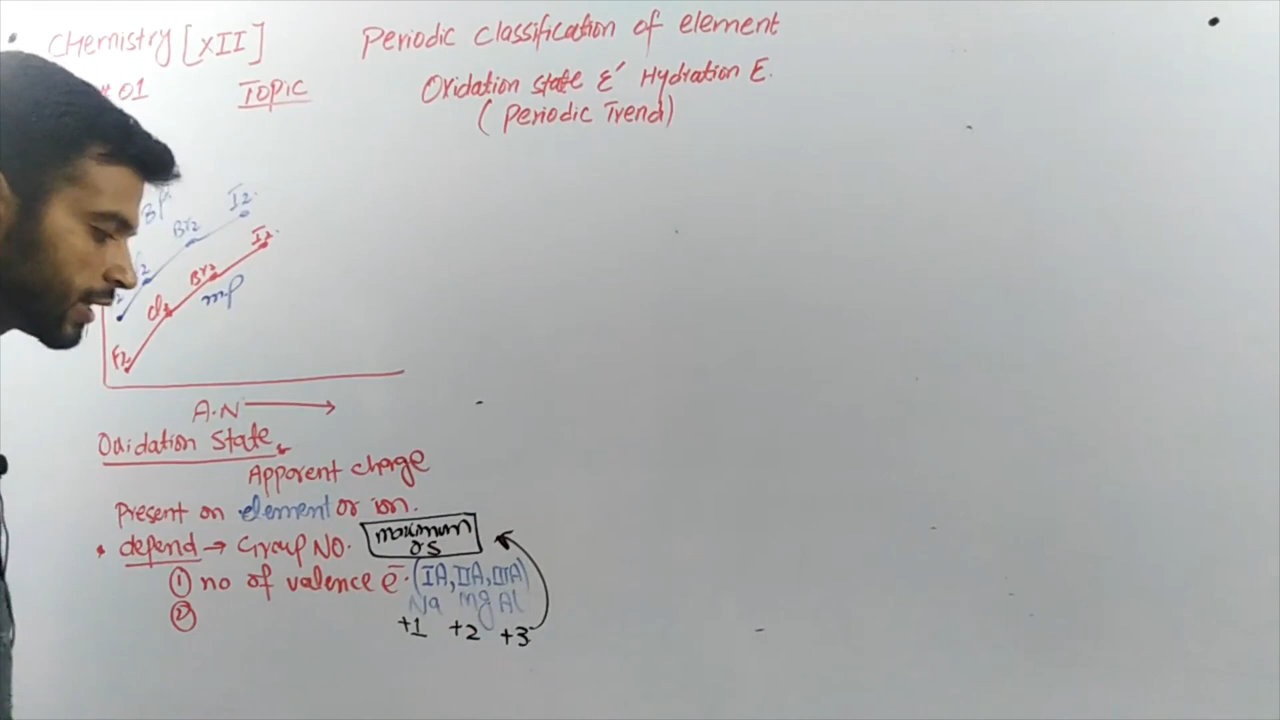 Chemistry [XII] Periodic classification of element
# 01 Topic Oxidation state & Hydration E.
(Periodic Trend)
BP
I2
Br2
I2
Br2
mp
Cl2
F2
A.N
Oxidation State
Apparent charge
Present on element or ion.
depend → Group NO. maximum
OS
① no of valence e⁻ (IA, IIA, IIIA)
② Na Mg Al
+1 +2 +3